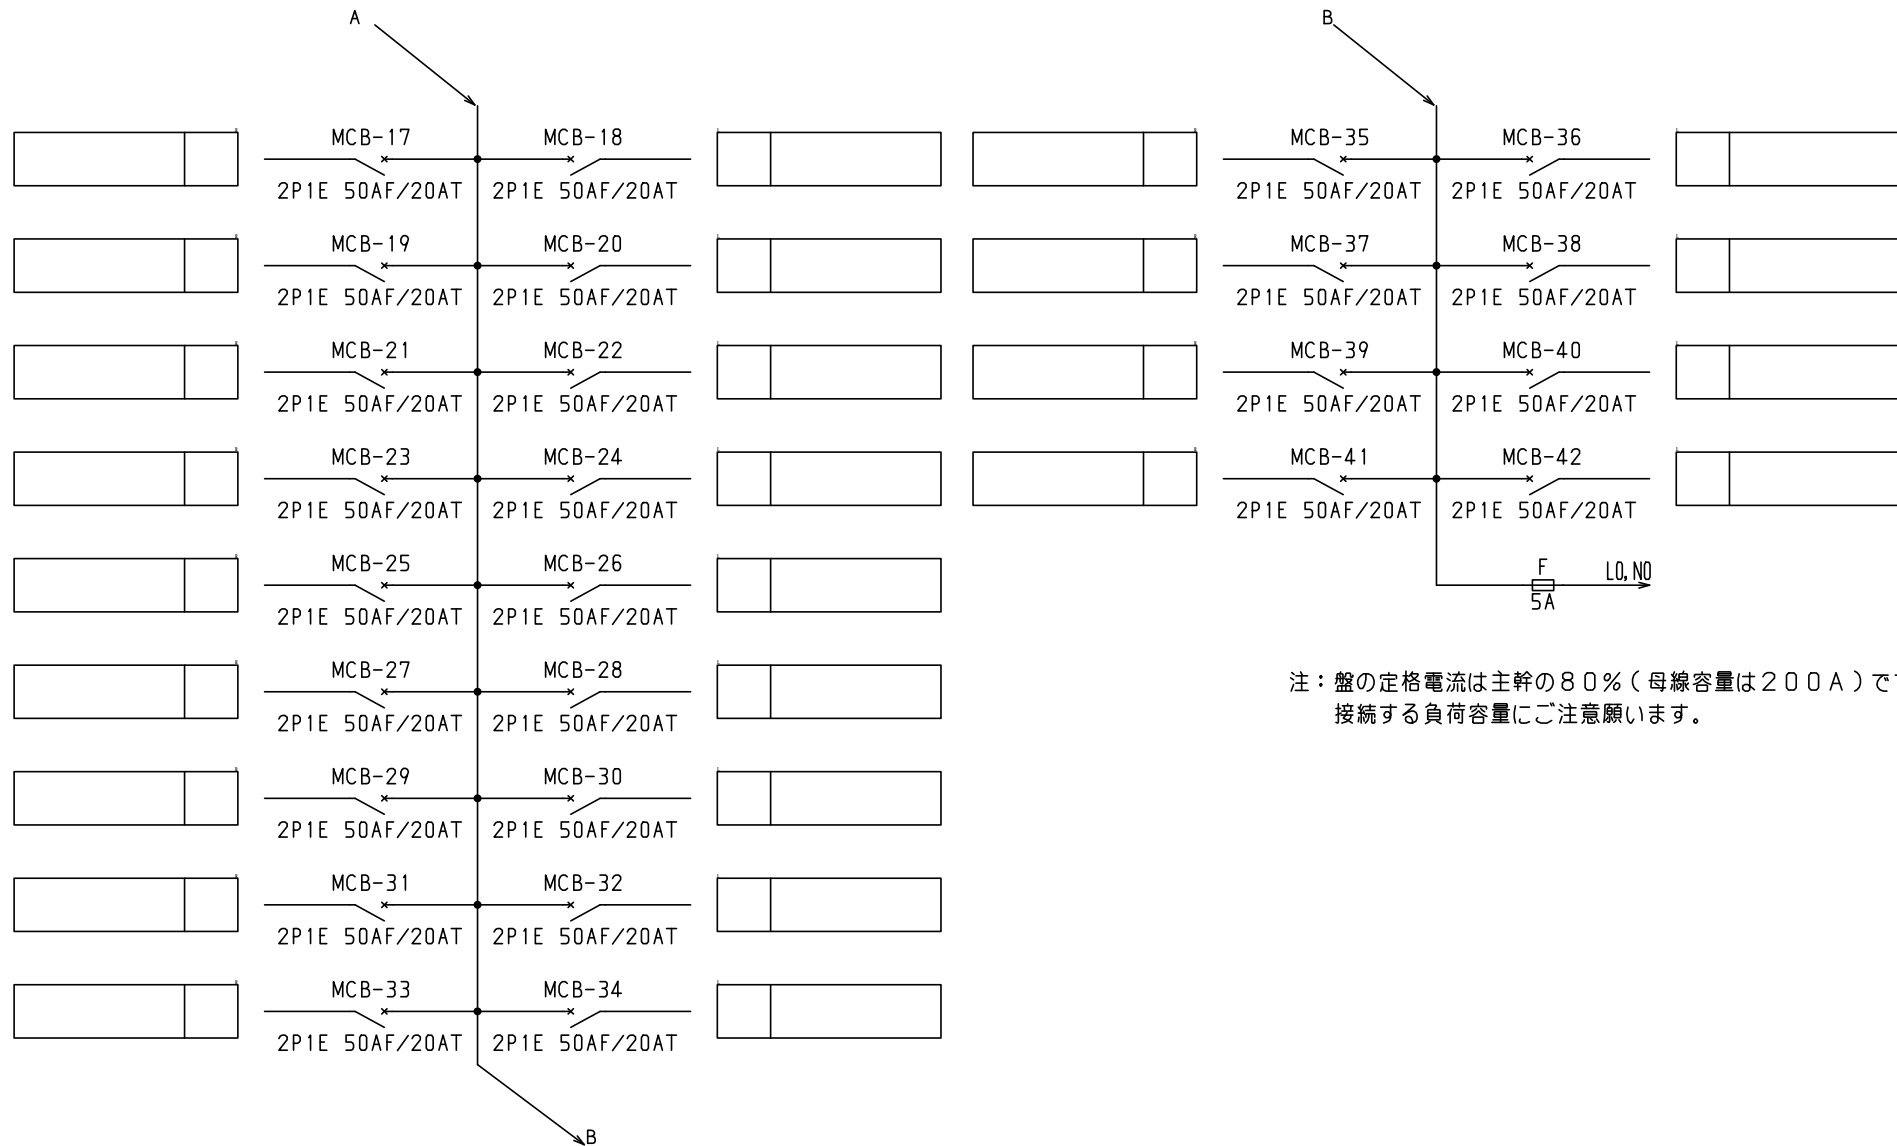 A
MCB-17 MCB-18
2P1E 50AF/20AT 2P1E 50AF/20AT
MCB-19 MCB-20
2P1E 50AF/20AT 2P1E 50AF/20AT
MCB-21 MCB-22
2P1E 50AF/20AT 2P1E 50AF/20AT
MCB-23 MCB-24
2P1E 50AF/20AT 2P1E 50AF/20AT
MCB-25 MCB-26
2P1E 50AF/20AT 2P1E 50AF/20AT
MCB-27 MCB-28
2P1E 50AF/20AT 2P1E 50AF/20AT
MCB-29 MCB-30
2P1E 50AF/20AT 2P1E 50AF/20AT
MCB-31 MCB-32
2P1E 50AF/20AT 2P1E 50AF/20AT
MCB-33 MCB-34
2P1E 50AF/20AT 2P1E 50AF/20AT
B
B
MCB-35 MCB-36
2P1E 50AF/20AT 2P1E 50AF/20AT
MCB-37 MCB-38
2P1E 50AF/20AT 2P1E 50AF/20AT
MCB-39 MCB-40
2P1E 50AF/20AT 2P1E 50AF/20AT
MCB-41 MCB-42
2P1E 50AF/20AT 2P1E 50AF/20AT
F L0,N0
5A
注：盤の定格電流は主幹の８０％（母線容量は２００Ａ）で
接続する負荷容量にご注意願います。